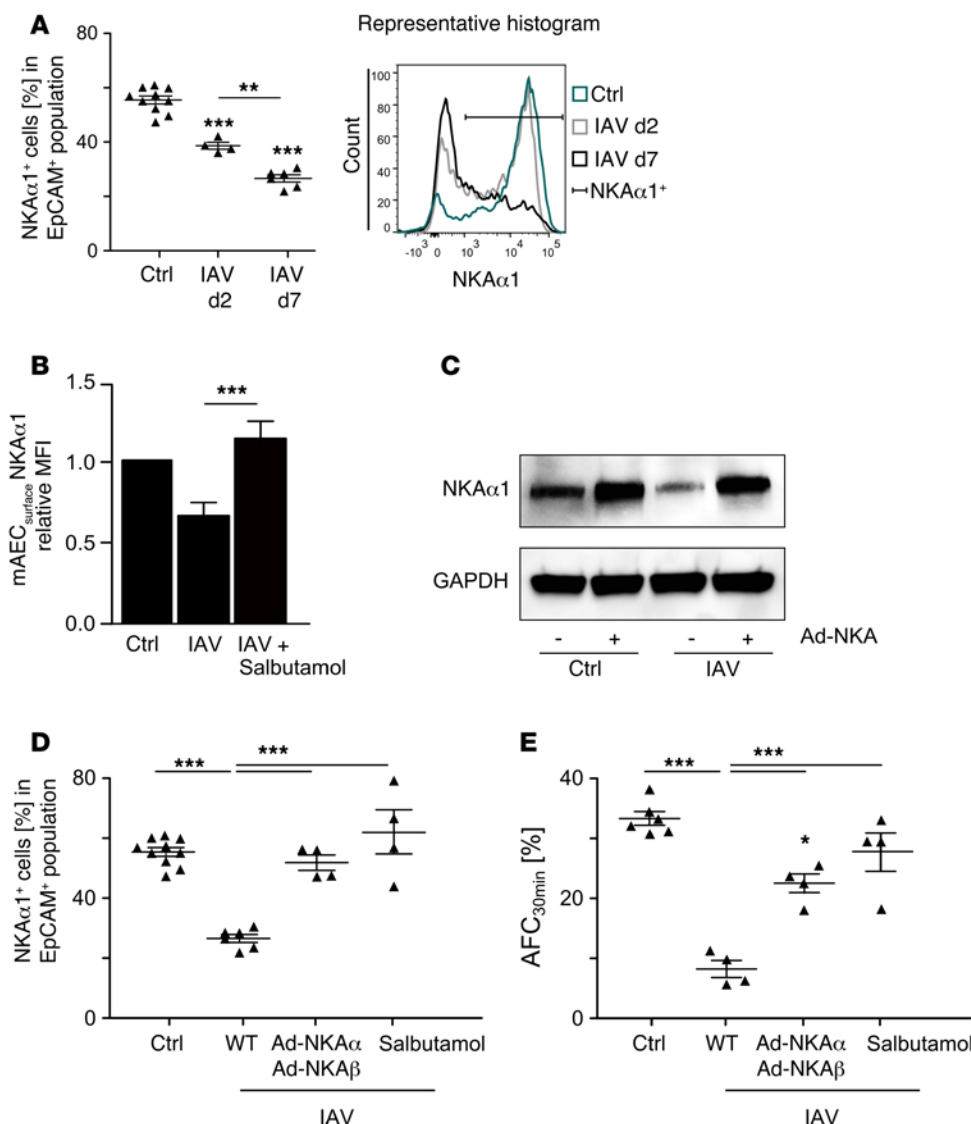 A
Representative histogram
NKAα1⁺ cells [%] in
EpCAM⁺ population
80
40
0
**
***
***
Ctrl
IAV
d2
IAV
d7
Count
100
80
60
40
20
0
-10³ 0 10³ 10⁴ 10⁵
NKAα1
Ctrl
IAV d2
IAV d7
NKAα1⁺
B
mAECsurface NKAα1
relative MFI
1.5
1.0
0.5
0.0
***
Ctrl
IAV
IAV +
Salbutamol
C
NKAα1
GAPDH
- + - + Ad-NKA
Ctrl IAV
D
NKAα1⁺ cells [%] in
EpCAM⁺ population
80
40
0
***
***
Ctrl WT Ad-NKAα Salbutamol
Ad-NKAβ
IAV
E
AFC30min [%]
40
20
0
***
***
*
Ctrl WT Ad-NKAα Salbutamol
Ad-NKAβ
IAV